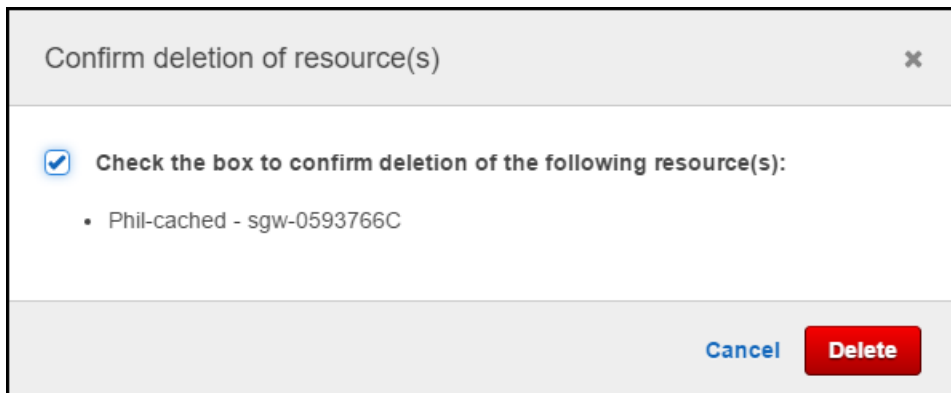 Confirm deletion of resource(s)
Check the box to confirm deletion of the following resource(s):
Phil-cached - sgw-0593766C
Cancel
Delete